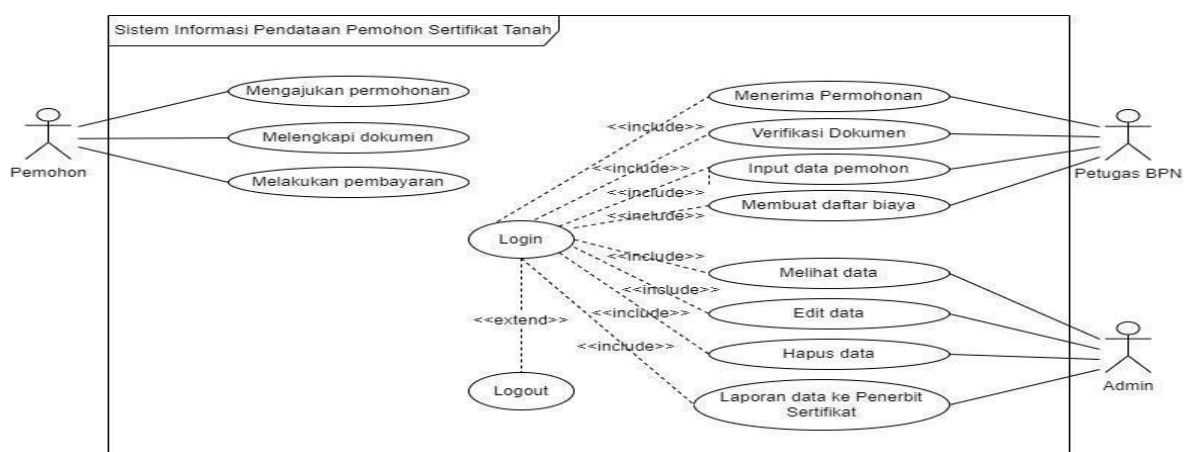 Sistem Informasi Pendataan Pemohon Sertifikat Tanah
Mengajukan permohonan
Melengkapi dokumen
Melakukan pembayaran
Pemohon
Menerima Permohonan
<<include>>
Verifikasi Dokumen
<<include>>
Input data pemohon
<<include>>
Membuat daftar biaya
<<include>>
Petugas BPN
Login
Melihat data
<<include>>
Edit data
<<include>>
Hapus data
<<include>>
Laporan data ke Penerbit
Sertifikat
<<include>>
Admin
<<extend>>
Logout